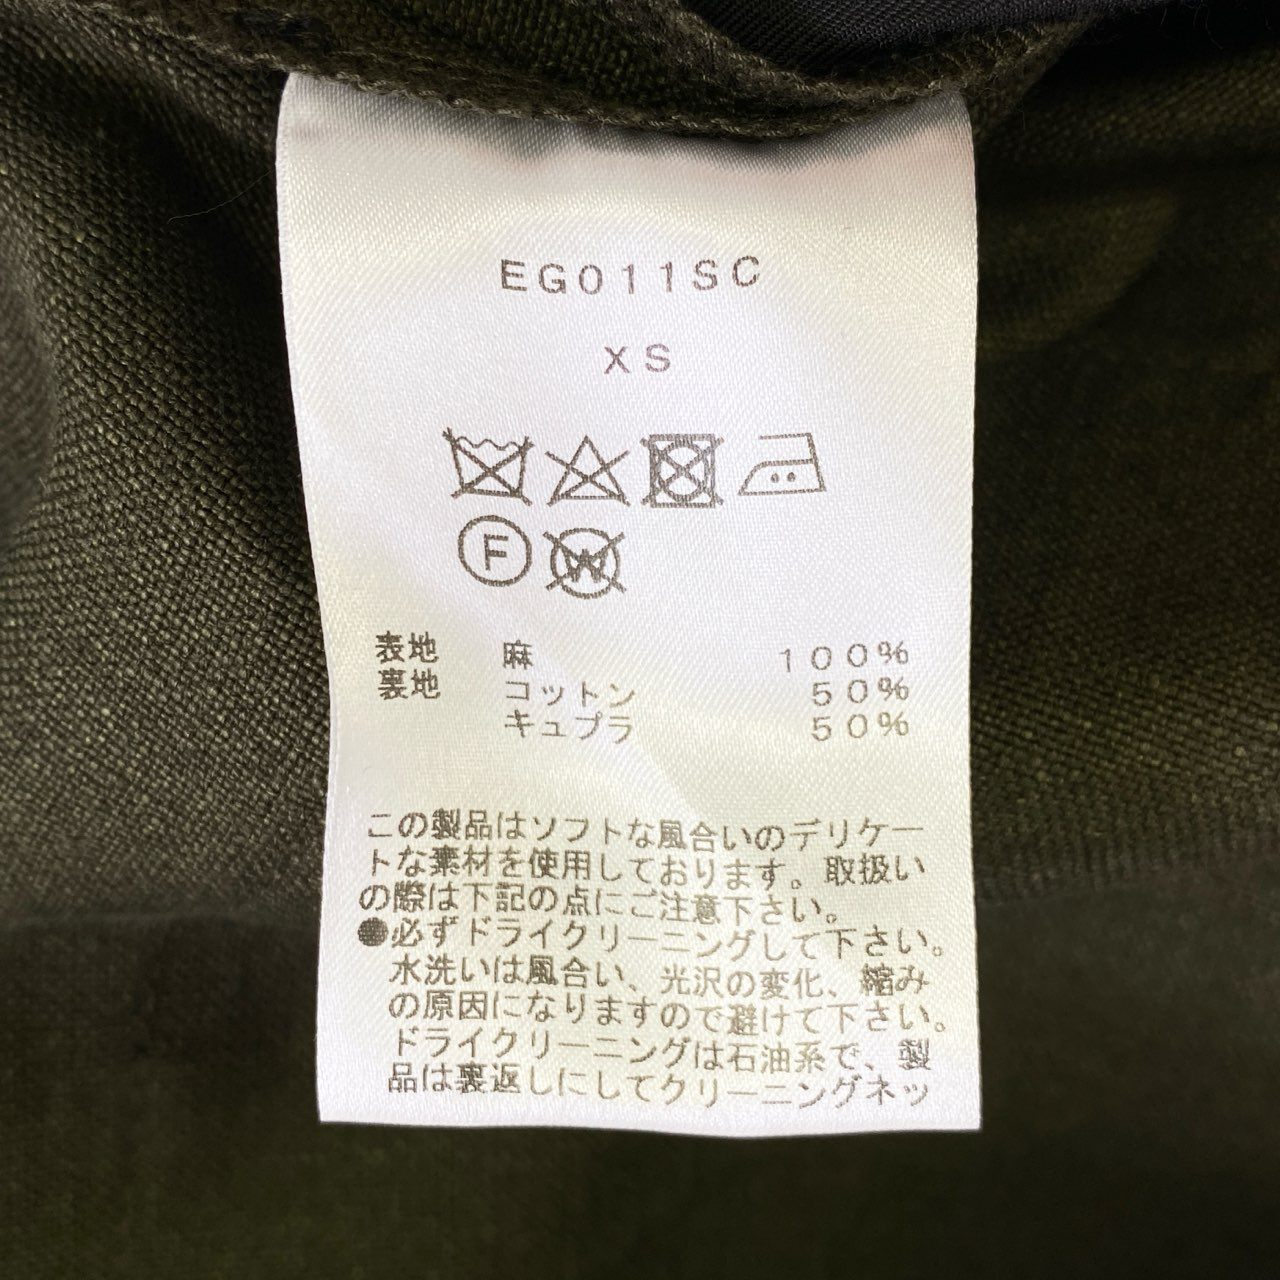 EG011SC
XS
F W
表地 麻 100%
裏地 コットン 50%
キュプラ 50%
この製品はソフトな風合いのデリケー
トな素材を使用しております。取扱い
の際は下記の点にご注意下さい。
●必ずドライクリーニングして下さい。
水洗いは風合い、光沢の変化、縮み
の原因になりますので避けて下さい。
ドライクリーニングは石油系で、製
品は裏返しにしてクリーニングネッ